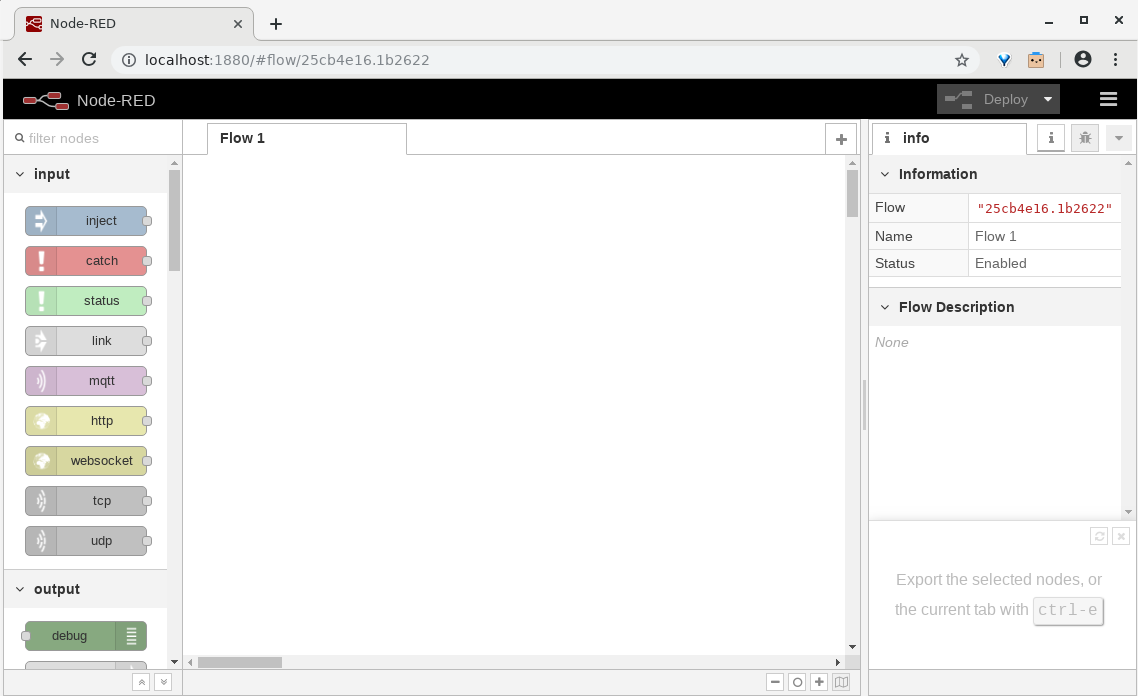 Node-RED
localhost:1880/#flow/25cb4e16.1b2622
Node-RED
Deploy
filter nodes
Flow 1
info
input
inject
catch
status
link
mqtt
http
websocket
tcp
udp
output
debug
Information
Flow "25cb4e16.1b2622"
Name Flow 1
Status Enabled
Flow Description
None
Export the selected nodes, or
the current tab with ctrl-e